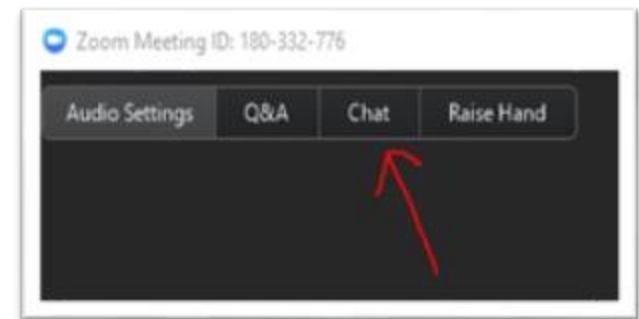 Zoom Meeting ID: 180-332-776
Audio Settings Q&A Chat Raise Hand